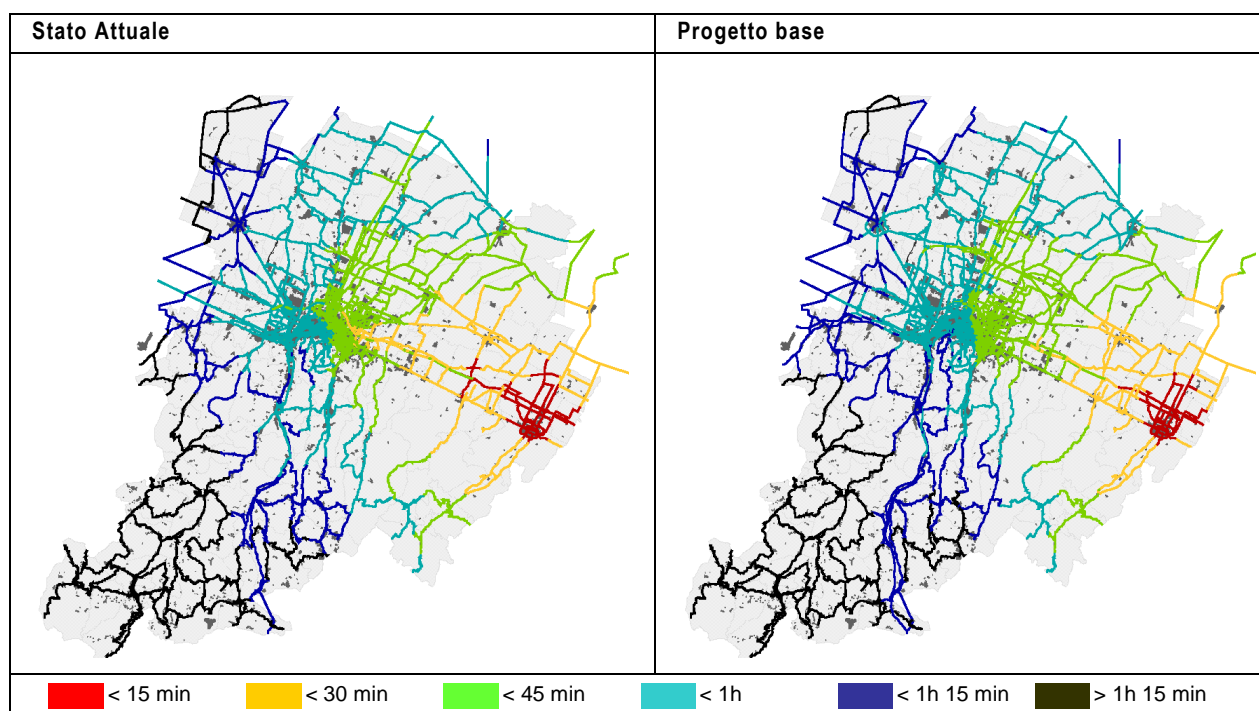 Stato Attuale
Progetto base
< 15 min
< 30 min
< 45 min
< 1h
< 1h 15 min
> 1h 15 min